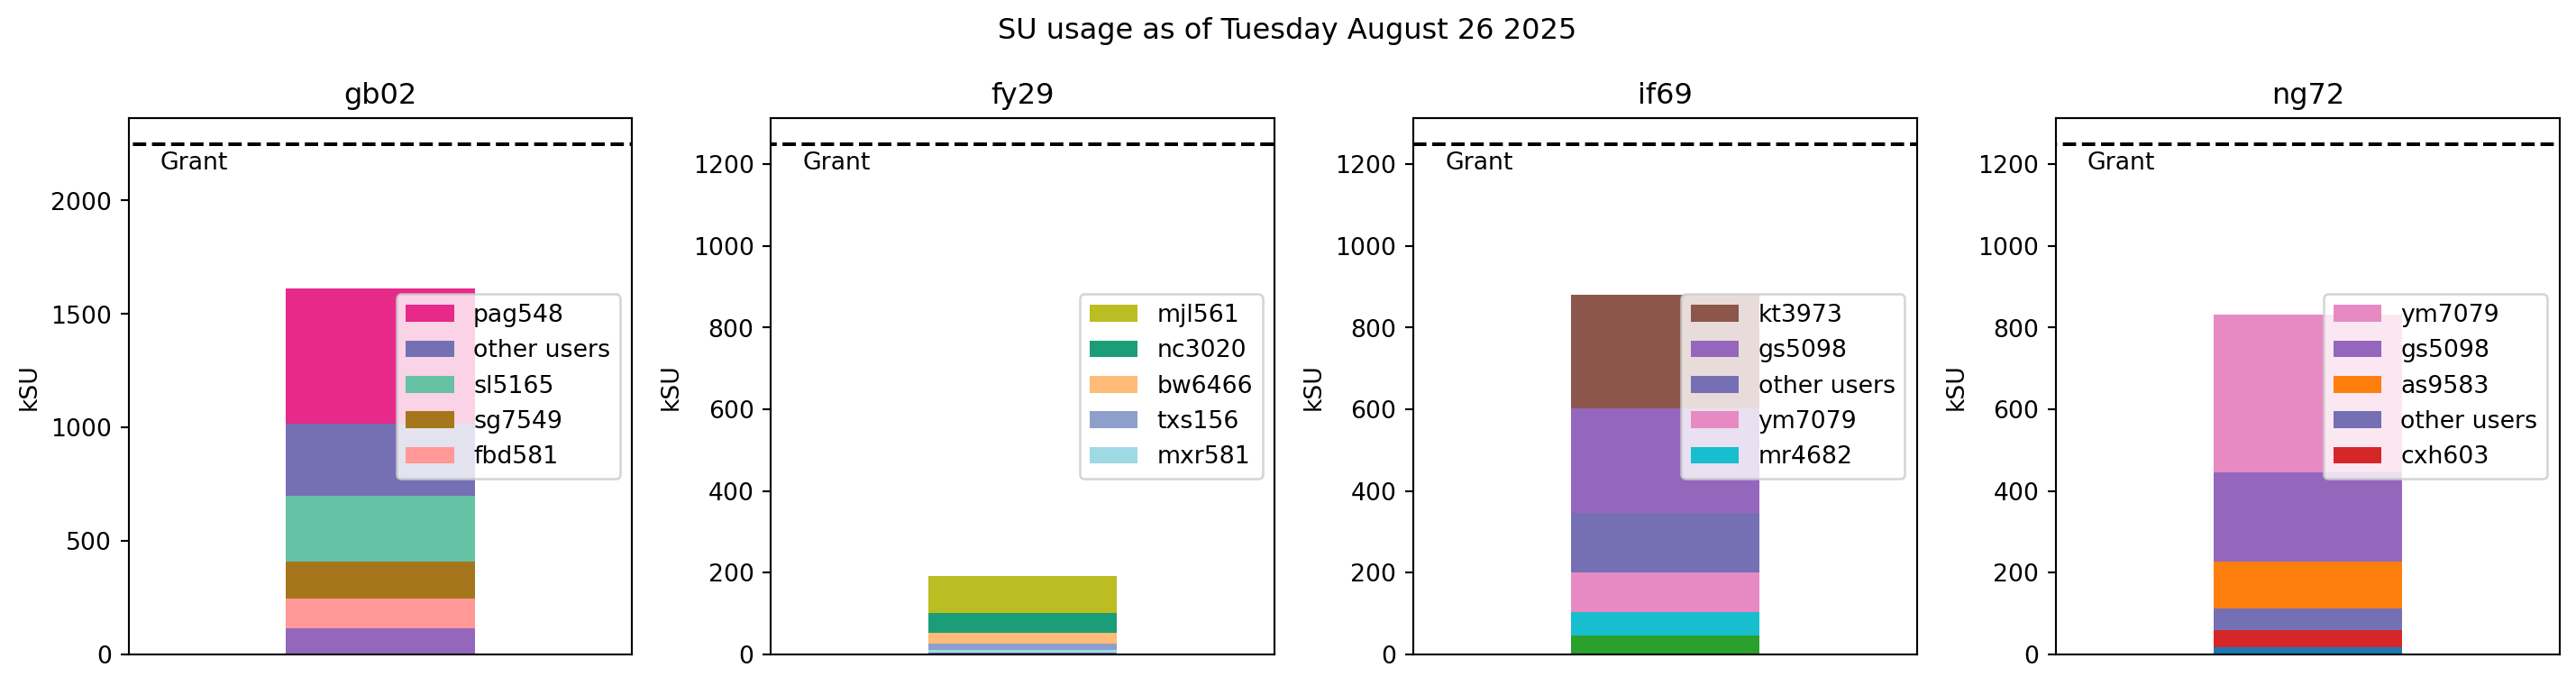 SU usage as of Tuesday August 26 2025
gb02
kSU
2000
1500
1000
500
0
Grant
pag548
other users
sl5165
sg7549
fbd581
fy29
kSU
1200
1000
800
600
400
200
0
Grant
mjl561
nc3020
bw6466
txs156
mxr581
if69
kSU
1200
1000
800
600
400
200
0
Grant
kt3973
gs5098
other users
ym7079
mr4682
ng72
kSU
1200
1000
800
600
400
200
0
Grant
ym7079
gs5098
as9583
other users
cxh603